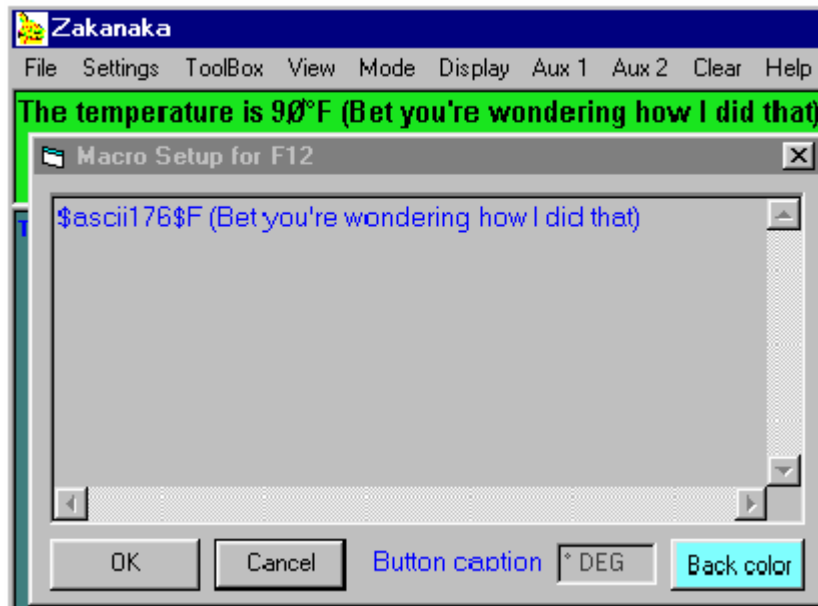 Zakanaka
File Settings ToolBox View Mode Display Aux 1 Aux 2 Clear Help
The temperature is 9Ø°F (Bet you're wondering how I did that)
Macro Setup for F12
$ascii176$F (Bet you're wondering how I did that)
OK Cancel Button caption ° DEG Back color